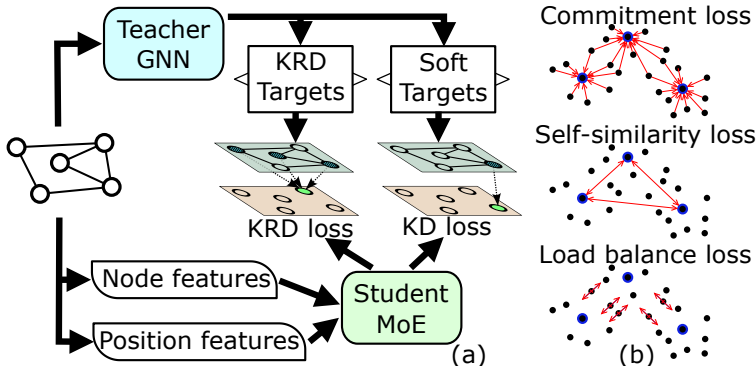 Teacher
GNN
KRD
Targets
Soft
Targets
KRD loss
KD loss
Node features
Position features
Student
MoE
(a)
Commitment loss
Self-similarity loss
Load balance loss
(b)